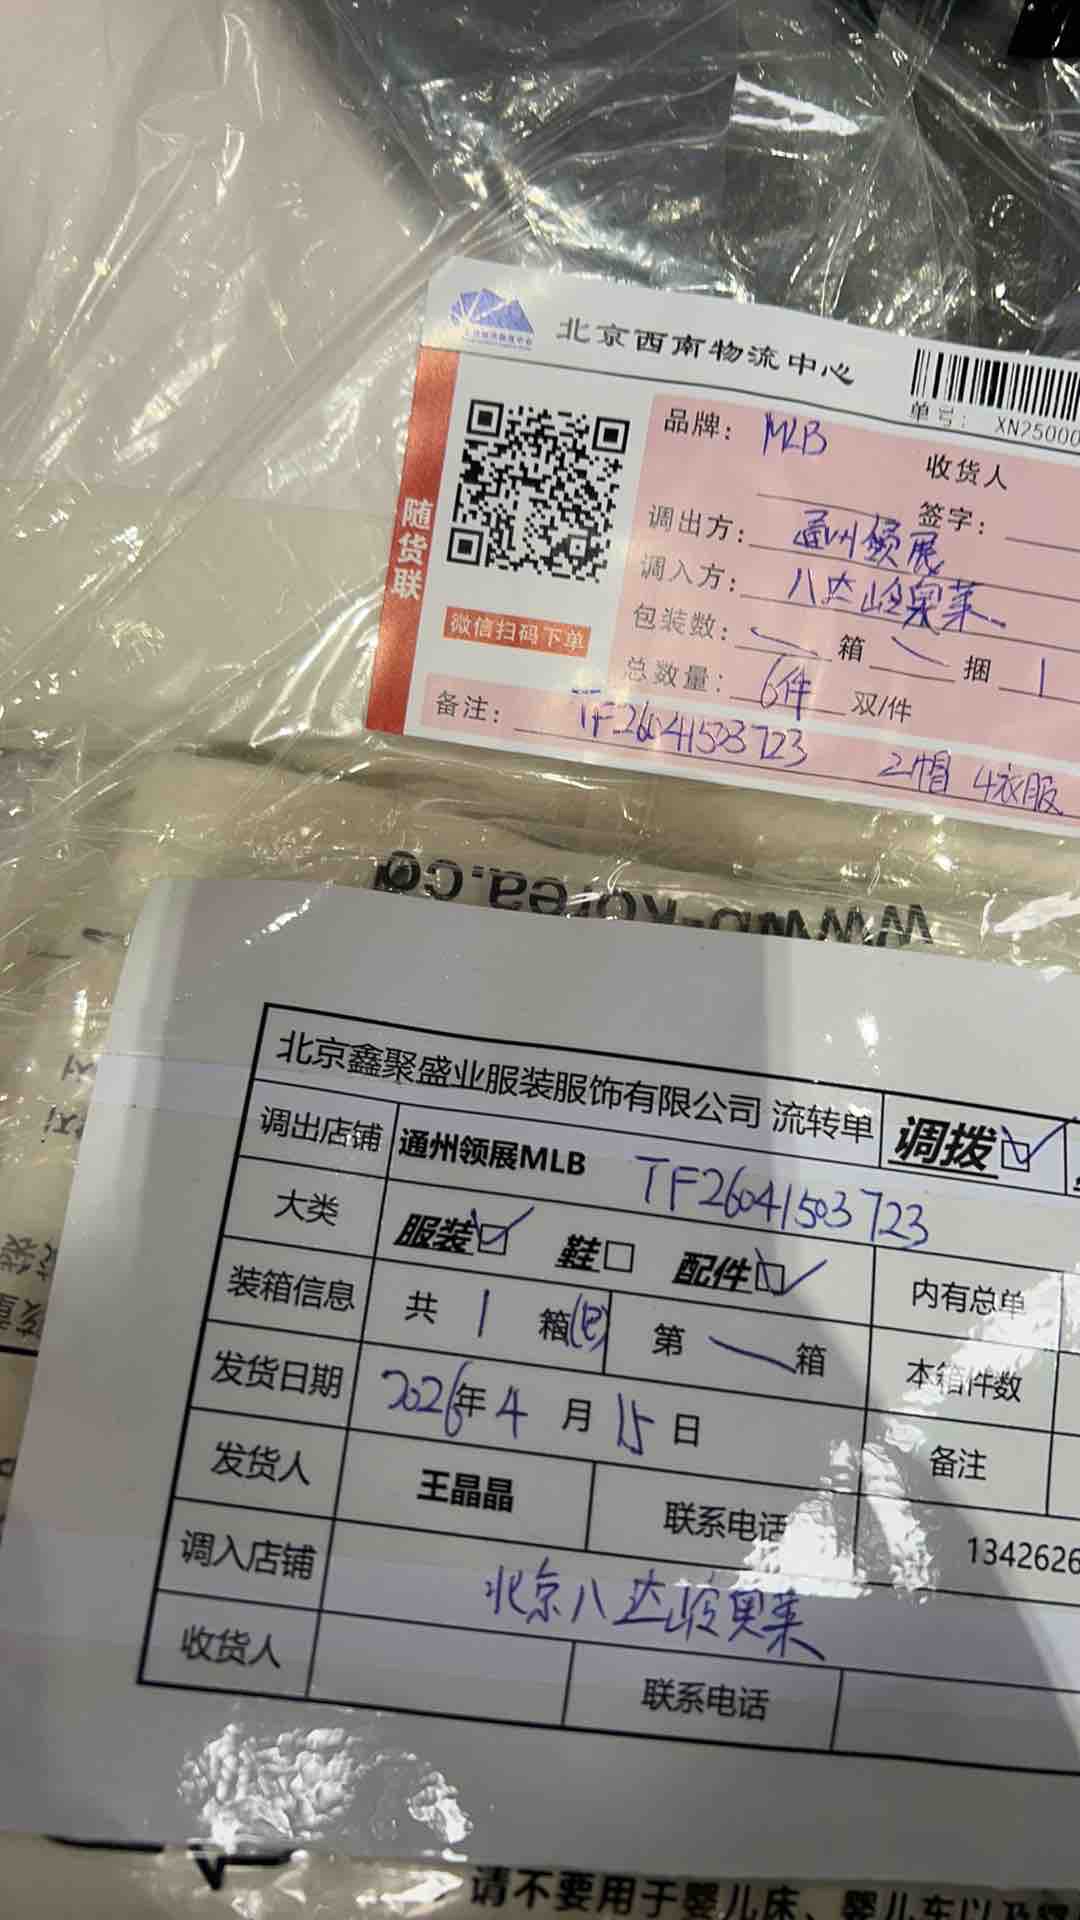 北京西南物流中心
单号: XN25000
随货联
微信扫码下单
品牌: MLB
收货人
签字:
调出方: 通州领展
调入方: 八达岭奥莱
包装数: 箱 捆 1
总数量: 6件 双/件
备注: TF26041503723 2帽 4衣服
www.b-korea.co
北京鑫聚盛业服装服饰有限公司 流转单 调拨☑
调出店铺 通州领展MLB TF26041503723
大类 服装☑ 鞋□ 配件☑ 内有总单
装箱信息 共 1 箱(包) 第 箱 本箱件数
发货日期 2026年4月15日 备注
发货人 王晶晶 联系电话 1342626
调入店铺 北京八达岭奥莱
收货人 联系电话
请不要用于婴儿床、婴儿车以及